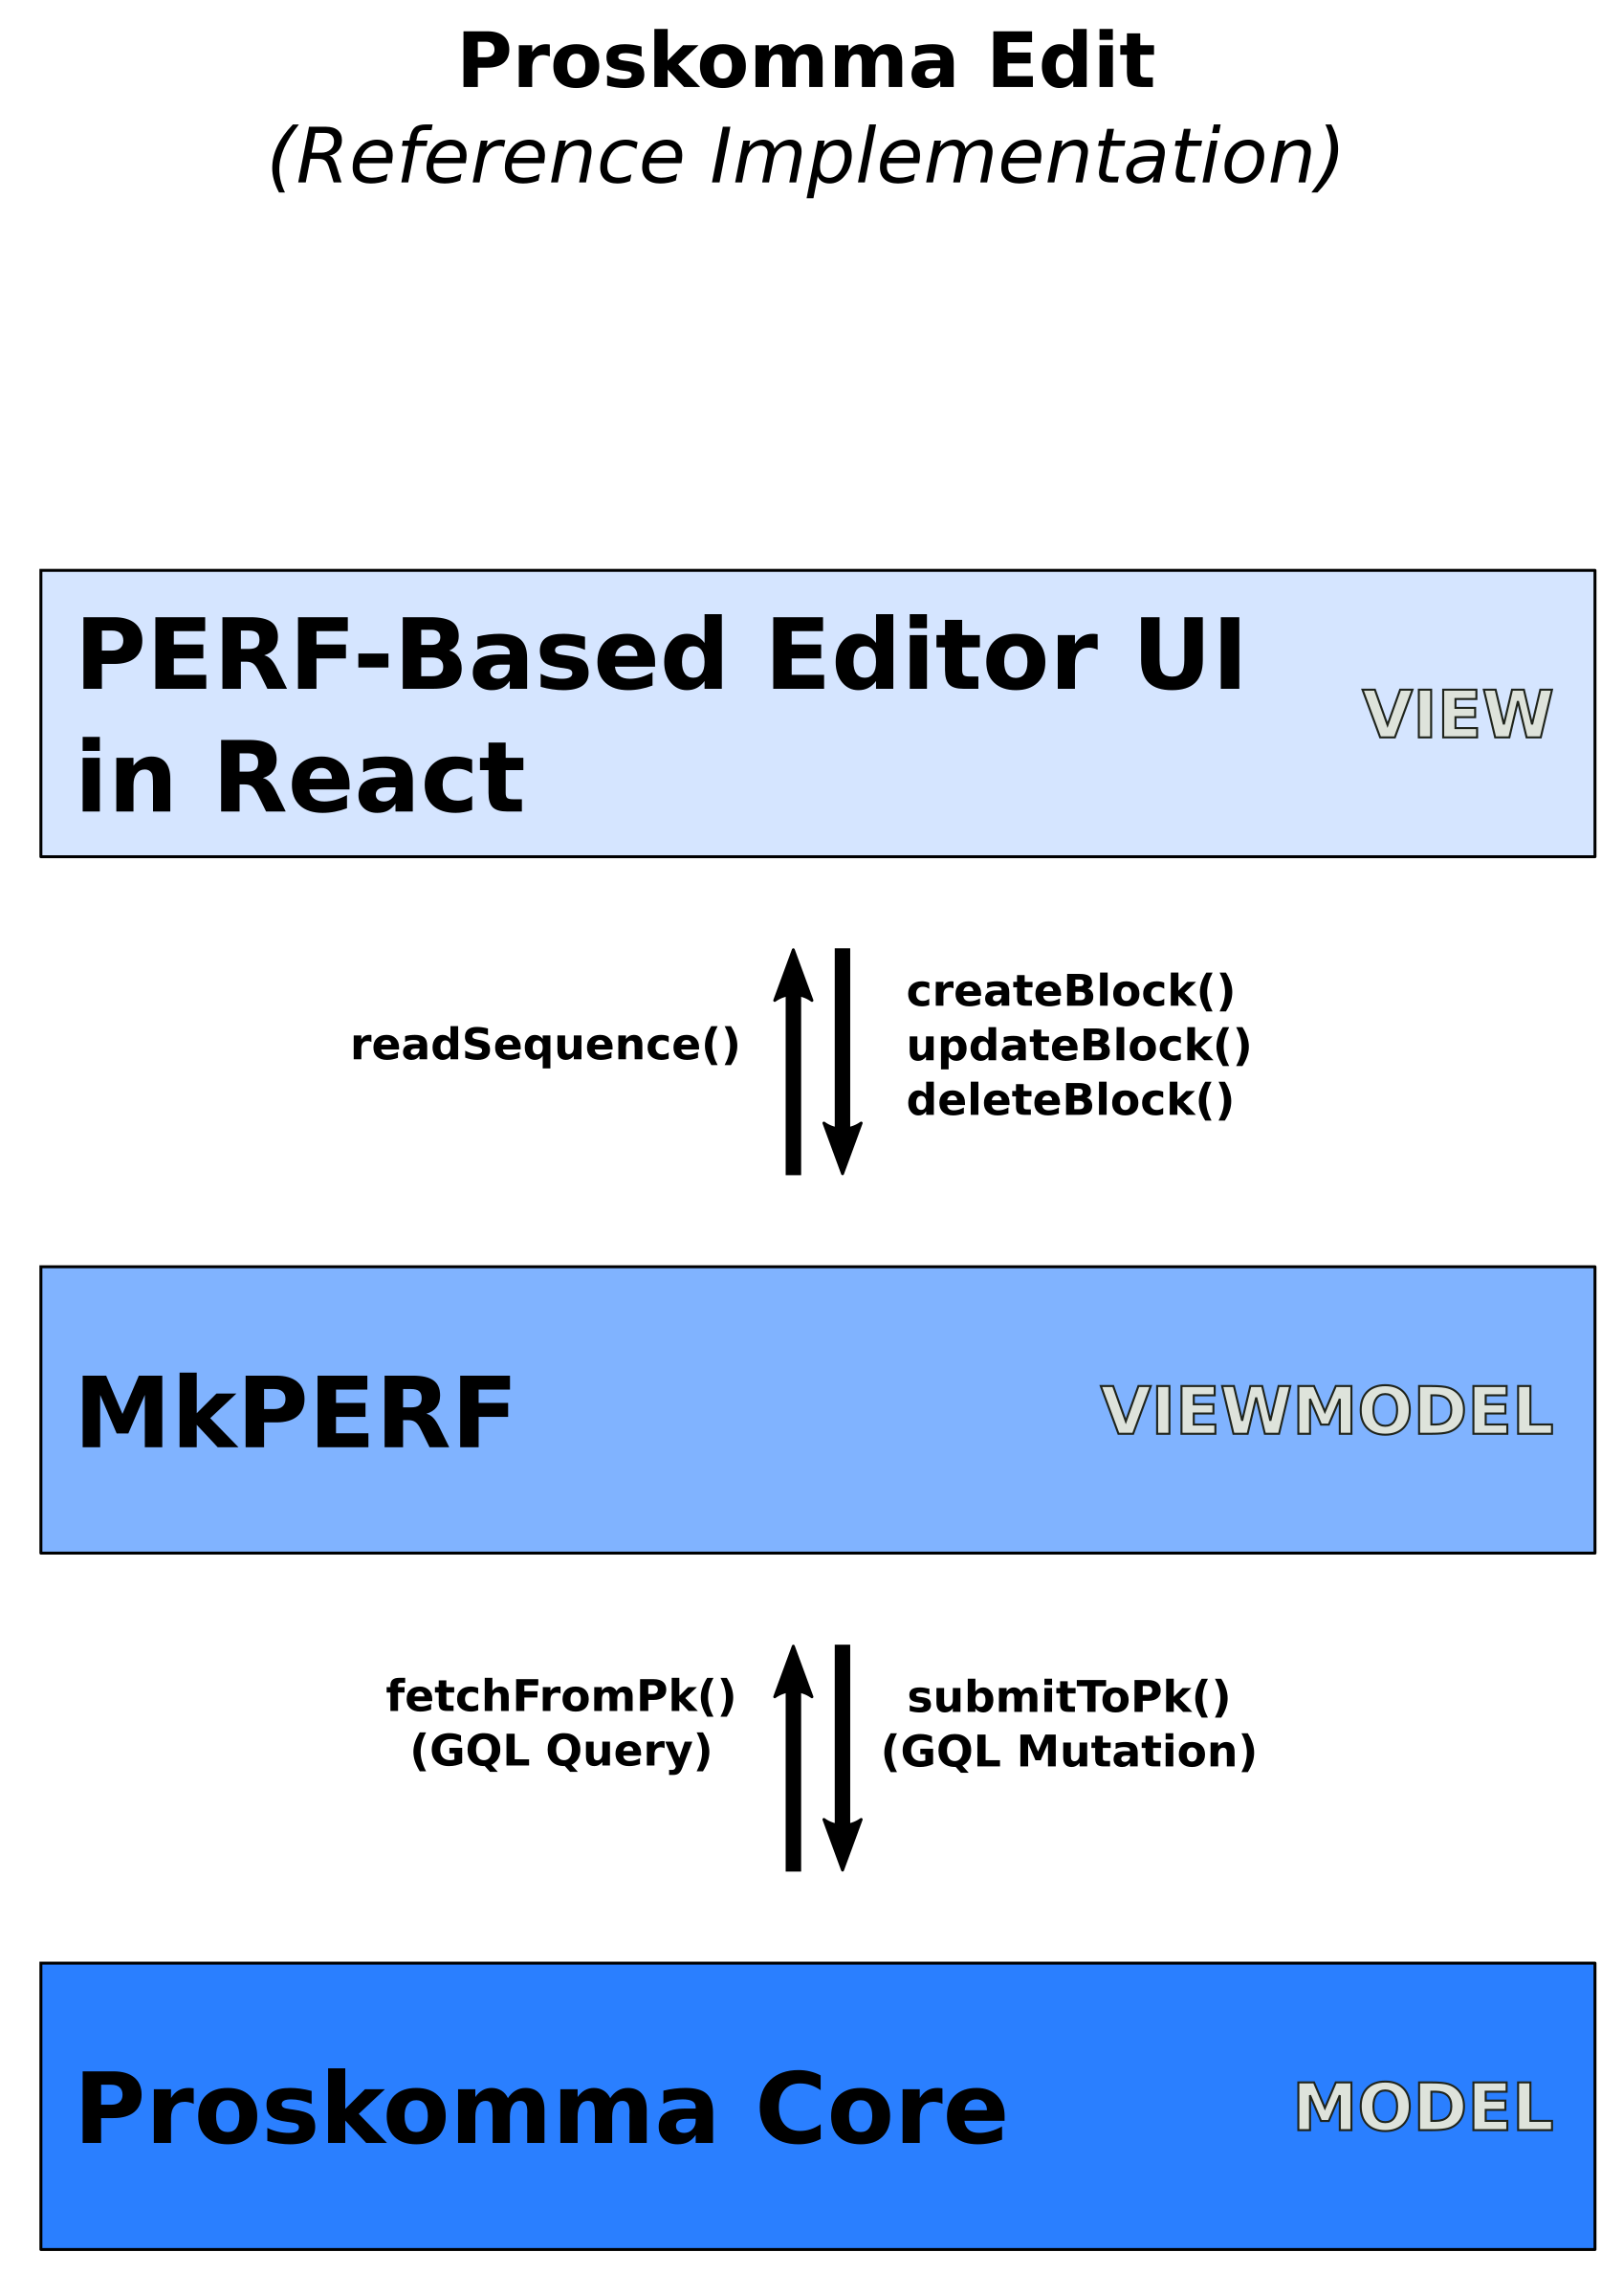 Proskomma Edit
(Reference Implementation)
PERF-Based Editor UI
in React
VIEW
readSequence()
createBlock()
updateBlock()
deleteBlock()
MkPERF
VIEWMODEL
fetchFromPk()
(GQL Query)
submitToPk()
(GQL Mutation)
Proskomma Core
MODEL